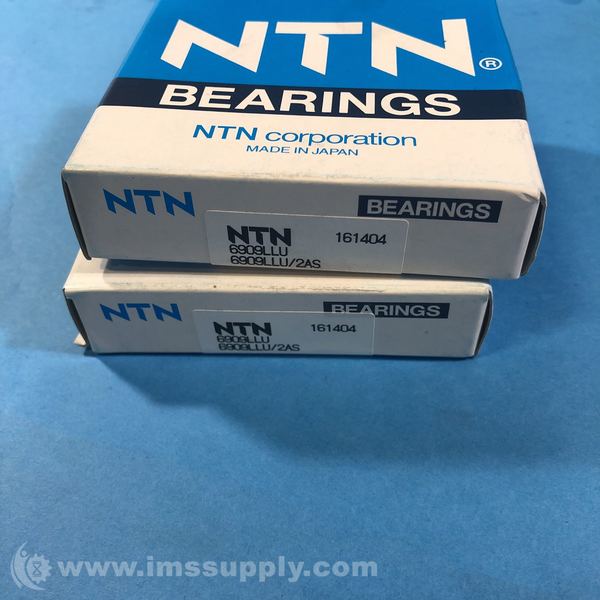 NTN®
BEARINGS
NTN corporation
MADE IN JAPAN
NTN
BEARINGS
NTN 161404
6909LLU
6909LLU/2AS
NTN
BEARINGS
NTN 161404
6909LLU
6909LLU/2AS
www.imssupply.com